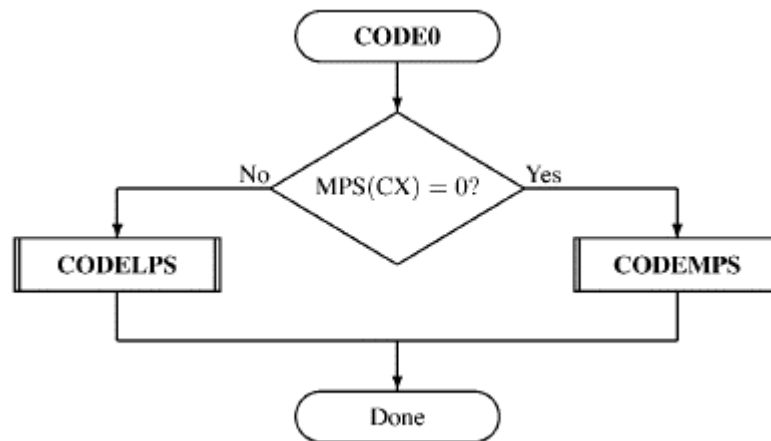 CODE0
MPS(CX) = 0?
No
Yes
CODELPS
CODEMPS
Done